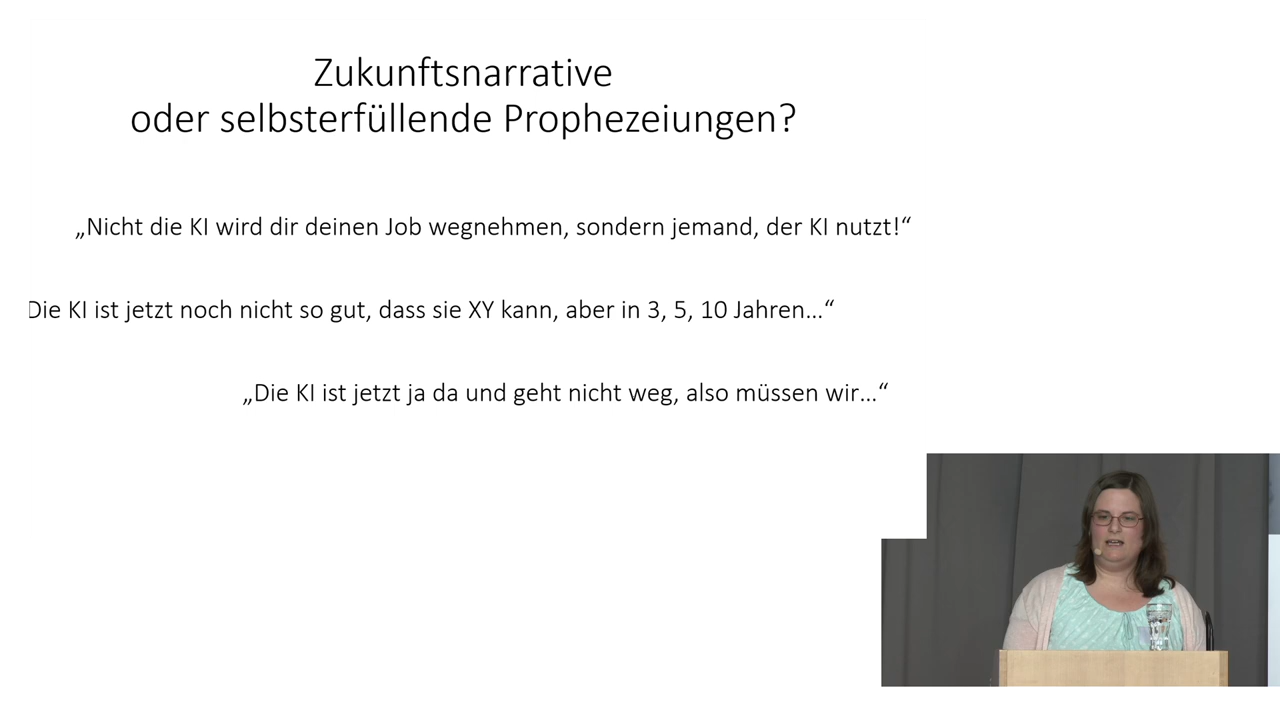 Zukunftsnarrative
oder selbsterfüllende Prophezeiungen?
„Nicht die KI wird dir deinen Job wegnehmen, sondern jemand, der KI nutzt!“
Die KI ist jetzt noch nicht so gut, dass sie XY kann, aber in 3, 5, 10 Jahren…“
„Die KI ist jetzt ja da und geht nicht weg, also müssen wir…“